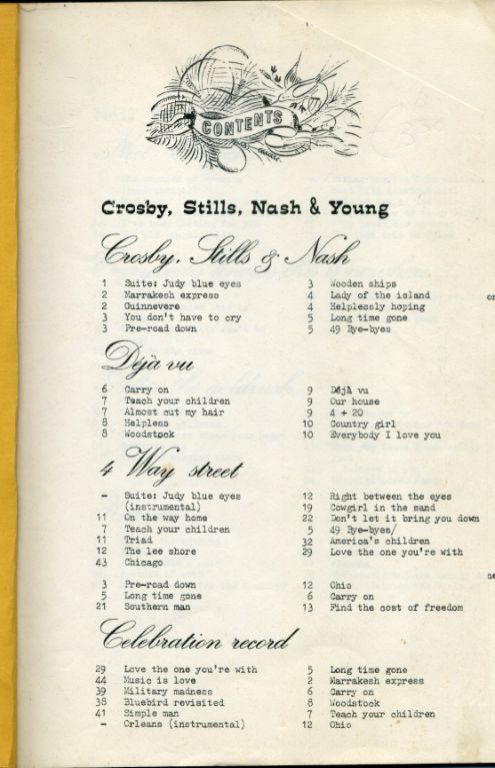 CONTENTS
Crosby, Stills, Nash & Young
Crosby, Stills & Nash
1 Suite: Judy blue eyes
2 Marrakesh express
2 Guinnevere
3 You don't have to cry
3 Pre-road down
3 Wooden ships
4 Lady of the island
4 Helplessly hoping
5 Long time gone
5 49 Bye-byes
Déjà vu
6 Carry on
7 Teach your children
7 Almost cut my hair
8 Helpless
8 Woodstock
9 Déjà vu
9 Our house
9 4 + 20
10 Country girl
10 Everybody I love you
4 Way street
- Suite: Judy blue eyes
(instrumental)
11 On the way home
7 Teach your children
11 Triad
12 The lee shore
43 Chicago
12 Right between the eyes
19 Cowgirl in the sand
22 Don't let it bring you down
5 49 Bye-byes/
32 America's children
29 Love the one you're with
3 Pre-road down
5 Long time gone
21 Southern man
12 Ohio
6 Carry on
13 Find the cost of freedom
Celebration record
29 Love the one you're with
44 Music is love
39 Military madness
38 Bluebird revisited
41 Simple man
- Orleans (instrumental)
5 Long time gone
2 Marrakesh express
6 Carry on
8 Woodstock
7 Teach your children
12 Ohio